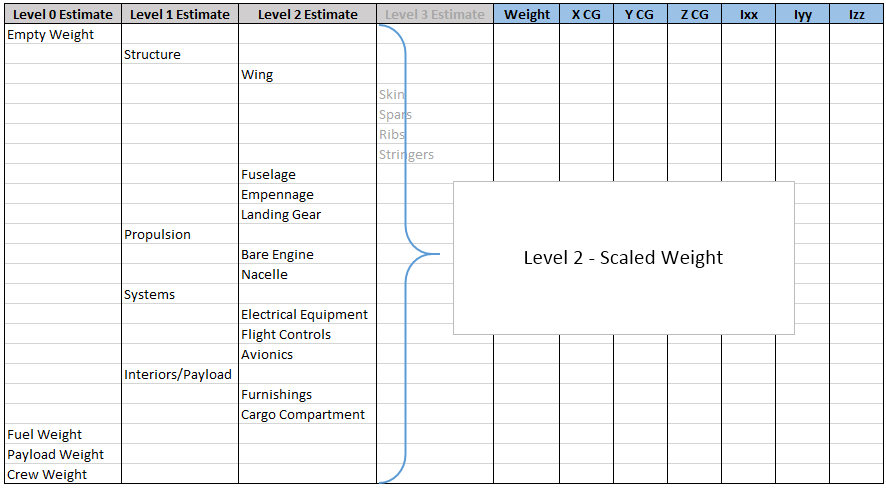 Level 0 Estimate Level 1 Estimate Level 2 Estimate Level 3 Estimate Weight X CG Y CG Z CG Ixx Iyy Izz
Empty Weight
Structure
Wing
Skin
Spars
Ribs
Stringers
Fuselage
Empennage
Landing Gear
Propulsion
Bare Engine
Level 2 - Scaled Weight
Nacelle
Systems
Electrical Equipment
Flight Controls
Avionics
Interiors/Payload
Furnishings
Cargo Compartment
Fuel Weight
Payload Weight
Crew Weight